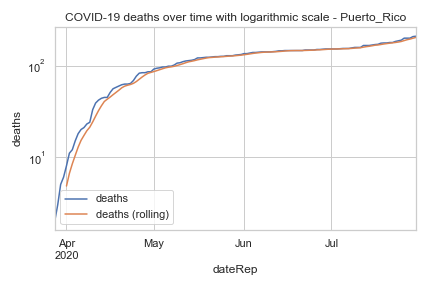 COVID-19 deaths over time with logarithmic scale - Puerto_Rico
deaths
10²
10¹
deaths
deaths (rolling)
Apr
2020
May
Jun
Jul
dateRep